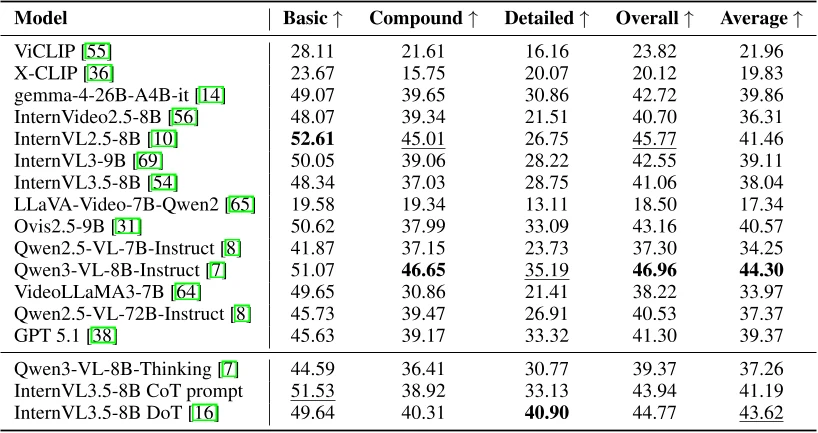 Model Basic ↑ Compound ↑ Detailed ↑ Overall ↑ Average ↑
ViCLIP [55] 28.11 21.61 16.16 23.82 21.96
X-CLIP [36] 23.67 15.75 20.07 20.12 19.83
gemma-4-26B-A4B-it [14] 49.07 39.65 30.86 42.72 39.86
InternVideo2.5-8B [56] 48.07 39.34 21.51 40.70 36.31
InternVL2.5-8B [10] 52.61 45.01 26.75 45.77 41.46
InternVL3-9B [69] 50.05 39.06 28.22 42.55 39.11
InternVL3.5-8B [54] 48.34 37.03 28.75 41.06 38.04
LLaVA-Video-7B-Qwen2 [65] 19.58 19.34 13.11 18.50 17.34
Ovis2.5-9B [31] 50.62 37.99 33.09 43.16 40.57
Qwen2.5-VL-7B-Instruct [8] 41.87 37.15 23.73 37.30 34.25
Qwen3-VL-8B-Instruct [7] 51.07 46.65 35.19 46.96 44.30
VideoLLaMA3-7B [64] 49.65 30.86 21.41 38.22 33.97
Qwen2.5-VL-72B-Instruct [8] 45.73 39.47 26.91 40.53 37.37
GPT 5.1 [38] 45.63 39.17 33.32 41.30 39.37
Qwen3-VL-8B-Thinking [7] 44.59 36.41 30.77 39.37 37.26
InternVL3.5-8B CoT prompt 51.53 38.92 33.13 43.94 41.19
InternVL3.5-8B DoT [16] 49.64 40.31 40.90 44.77 43.62